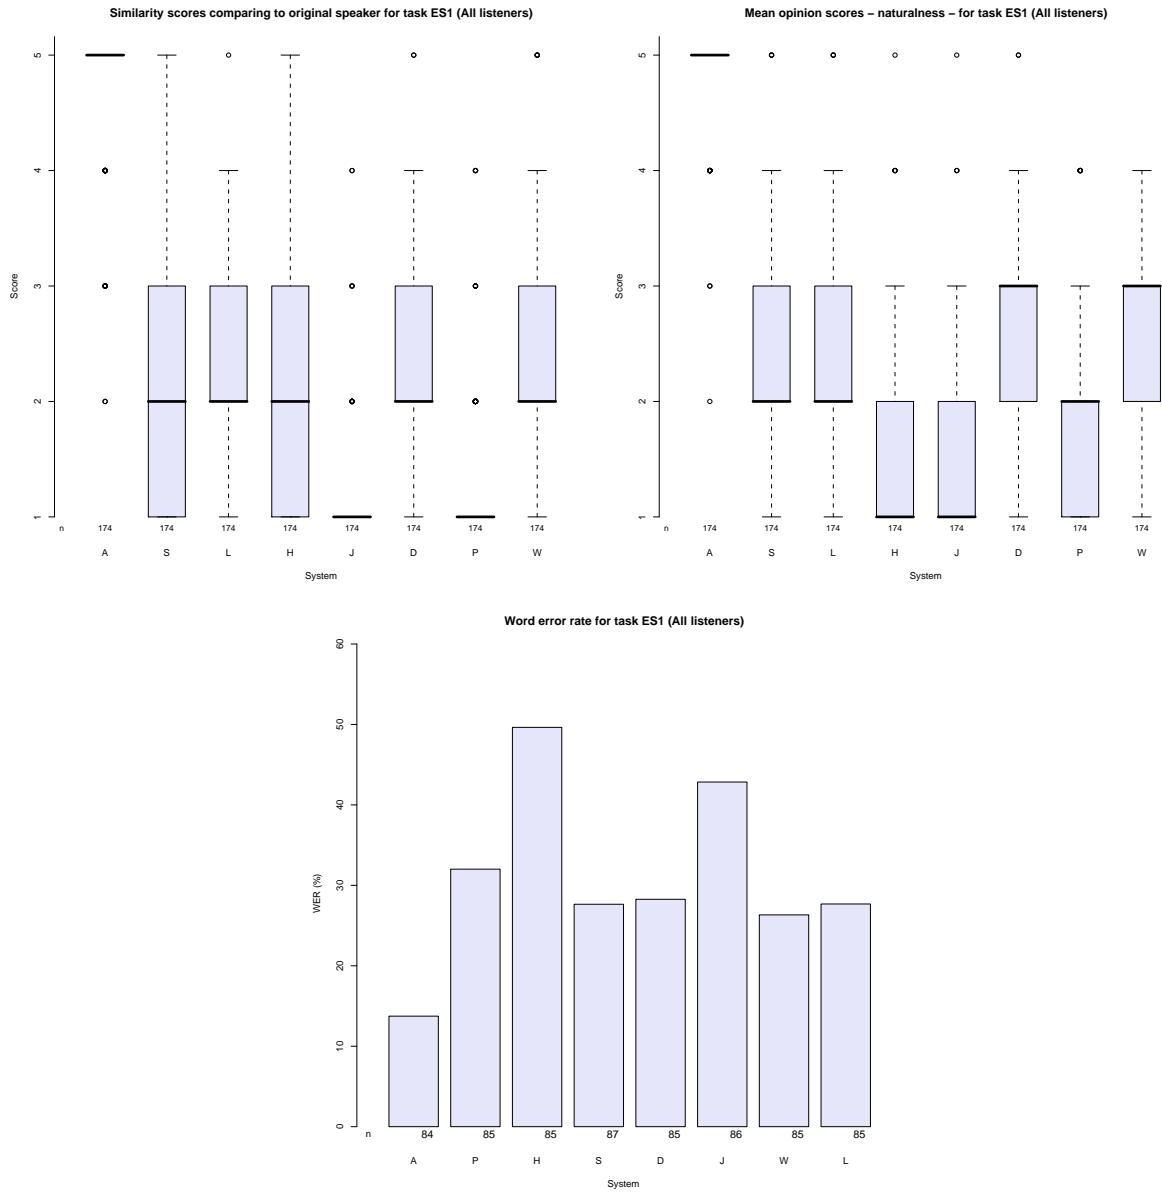 Similarity scores comparing to original speaker for task ES1 (All listeners)
Score
5
4
3
2
1
n 174 174 174 174 174 174 174 174
A S L H J D P W
System
Mean opinion scores – naturalness – for task ES1 (All listeners)
Score
5
4
3
2
1
n 174 174 174 174 174 174 174 174
A S L H J D P W
System
Word error rate for task ES1 (All listeners)
WER (%)
60
50
40
30
20
10
0
n 84 85 85 87 85 86 85 85
A P H S D J W L
System